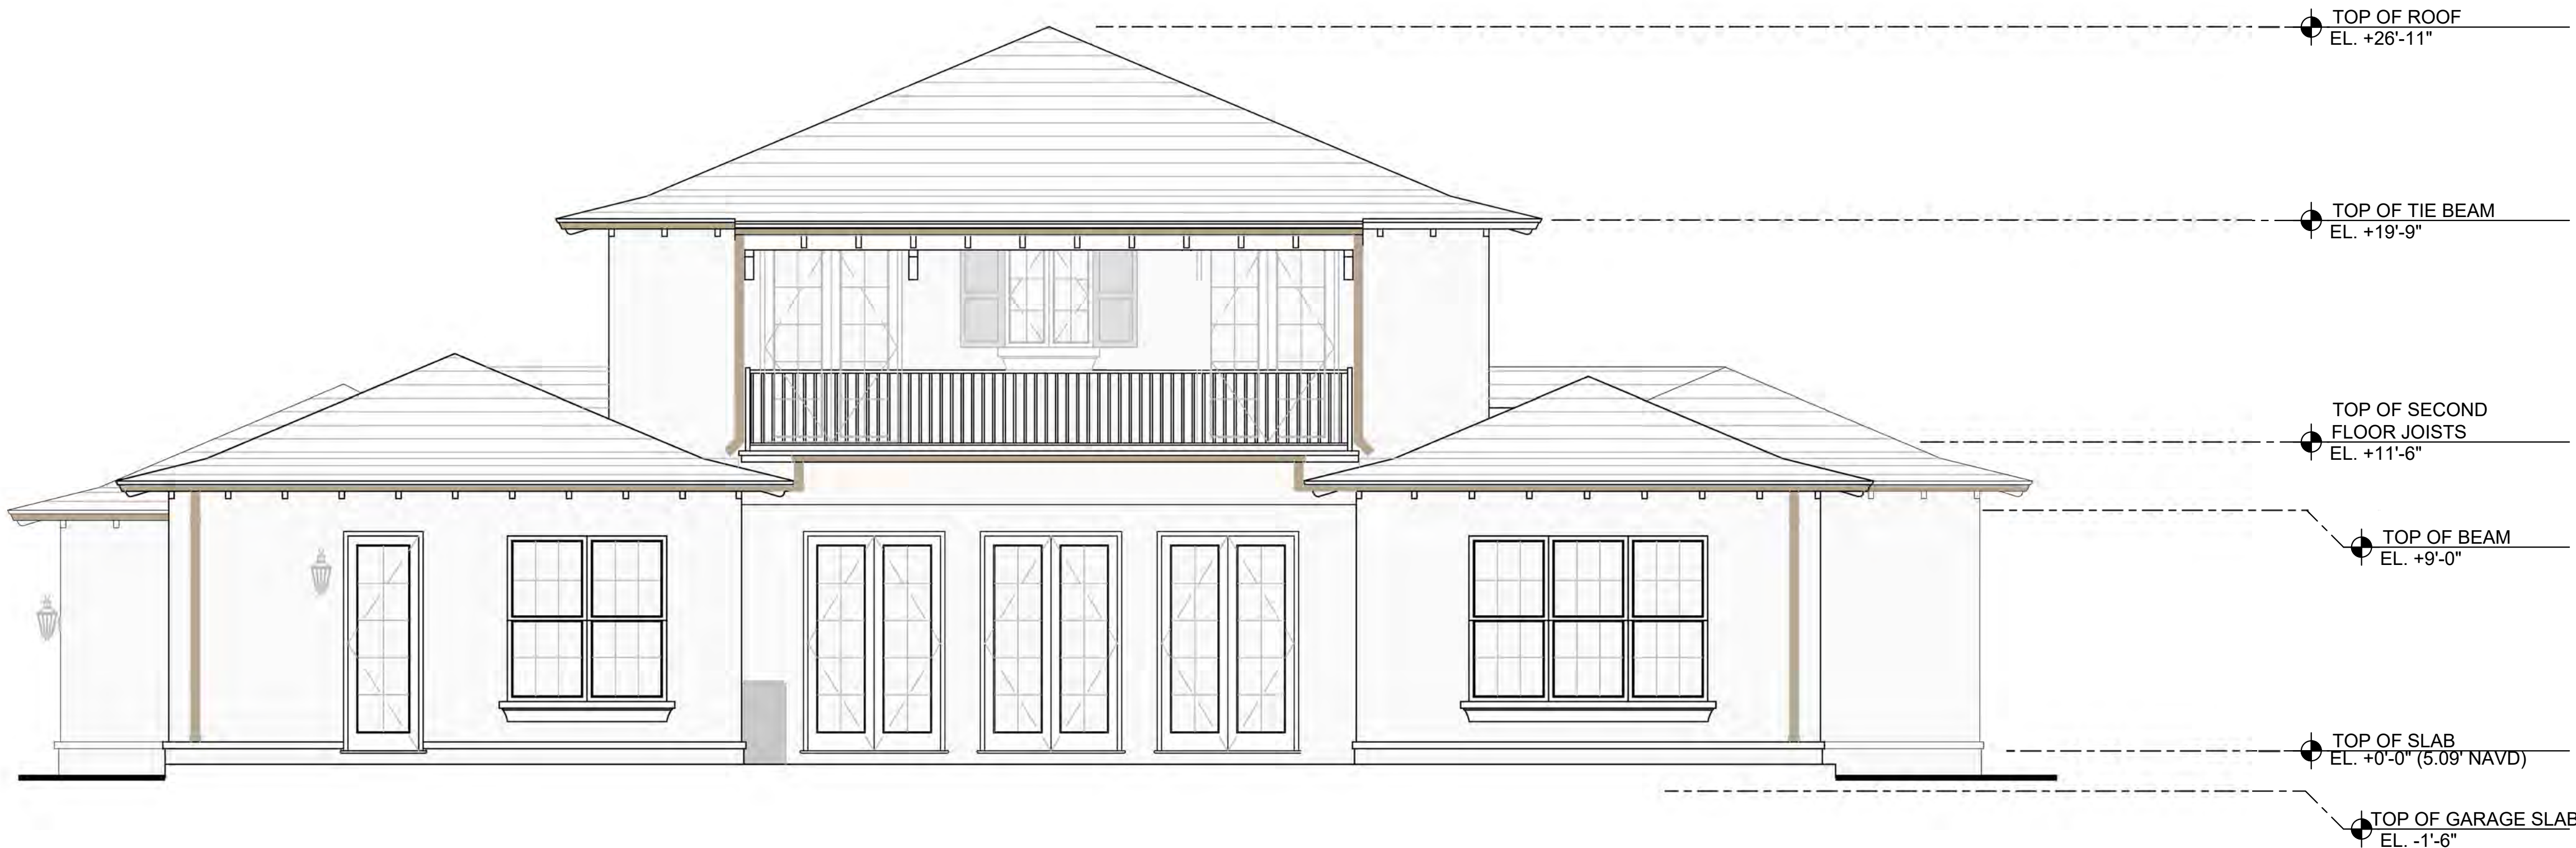 TOP OF ROOF
EL. +26'-11"
TOP OF TIE BEAM
EL. +19'-9"
TOP OF SECOND
FLOOR JOISTS
EL. +11'-6"
TOP OF BEAM
EL. +9'-0"
TOP OF SLAB
EL. +0'-0" (5.09' NAVD)
TOP OF GARAGE SLAB
EL. -1'-6"